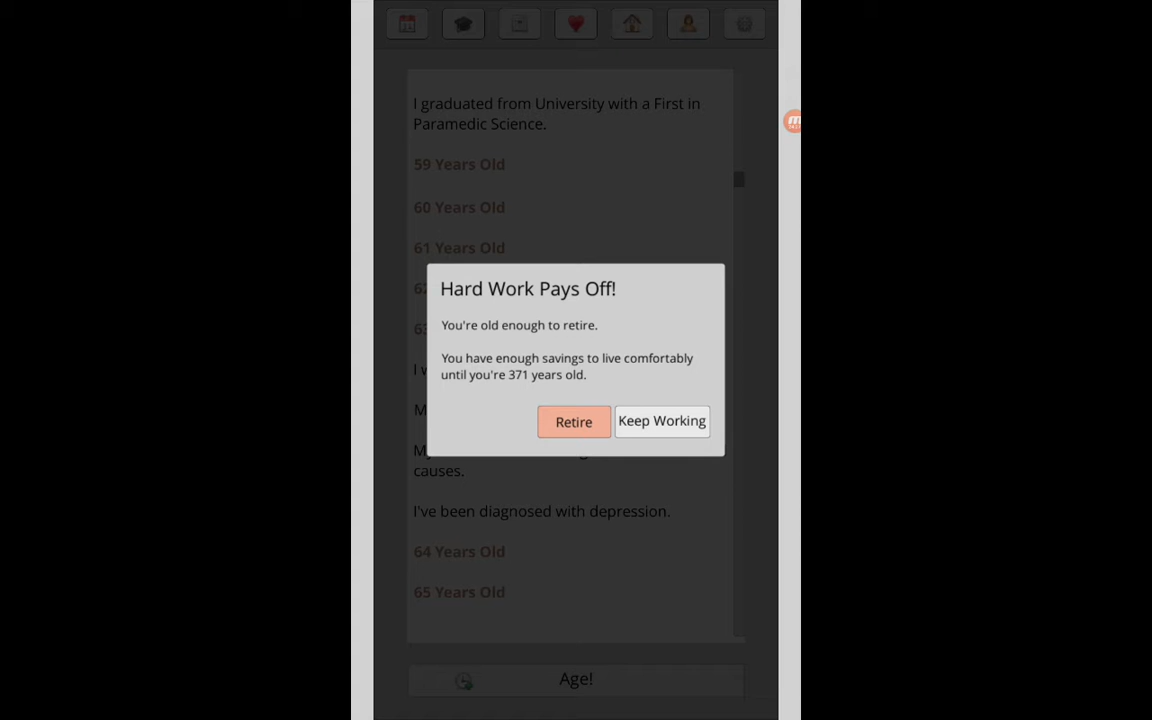 I graduated from University with a First in
Paramedic Science.
59 Years Old
60 Years Old
61 Years Old
Hard Work Pays Off!
You're old enough to retire.
You have enough savings to live comfortably
until you're 371 years old.
Retire
Keep Working
causes.
I've been diagnosed with depression.
64 Years Old
65 Years Old
Age!